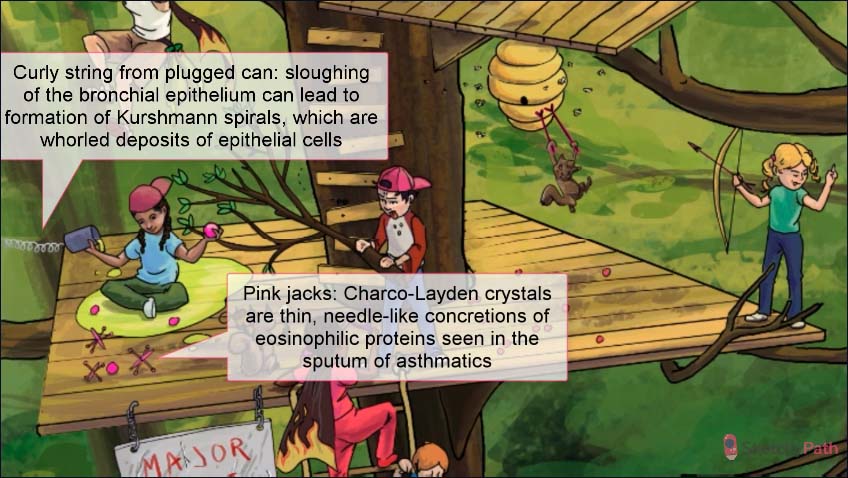 Curly string from plugged can: sloughing
of the bronchial epithelium can lead to
formation of Kurshmann spirals, which are
whorled deposits of epithelial cells
Pink jacks: Charco-Layden crystals
are thin, needle-like concretions of
eosinophilic proteins seen in the
sputum of asthmatics
MAJOR
SketchyPath